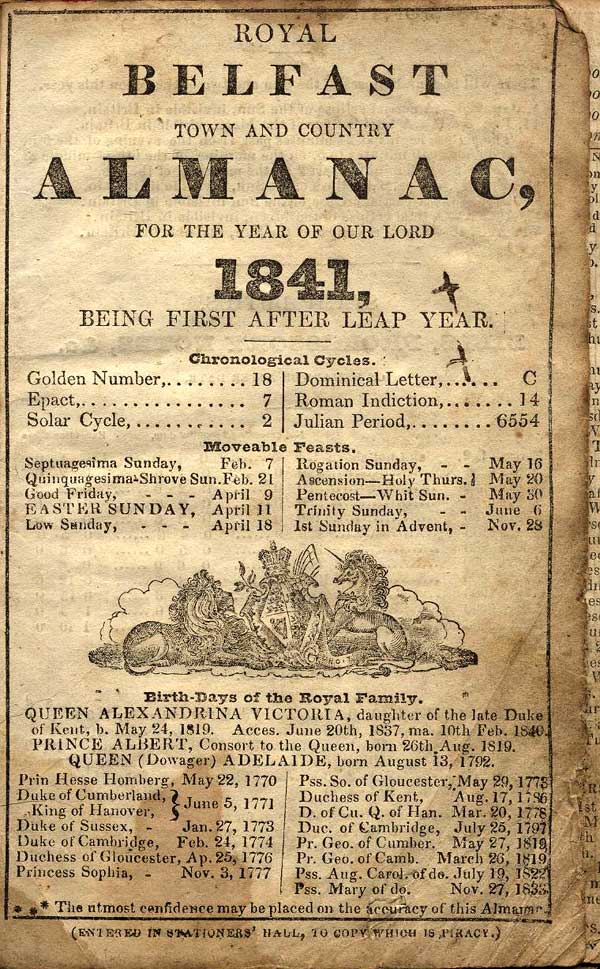 ROYAL
BELFAST
TOWN AND COUNTRY
ALMANAC,
FOR THE YEAR OF OUR LORD
1841,
BEING FIRST AFTER LEAP YEAR.
Chronological Cycles.
Golden Number,........ 18
Epact,................ 7
Solar Cycle, ........... 2
Dominical Letter,...... C
Roman Indiction,....... 14
Julian Period,........ 6554
Moveable Feasts.
Septuagesima Sunday, Feb. 7
Quinquagesima-Shrove Sun. Feb. 21
Good Friday, - - - April 9
EASTER SUNDAY, April 11
Low Sunday, - - - April 18
Rogation Sunday, - - May 16
Ascension—Holy Thurs. May 20
Pentecost—Whit Sun. - May 30
Trinity Sunday, - - June 6
1st Sunday in Advent, - Nov. 28
Birth-Days of the Royal Family.
QUEEN ALEXANDRINA VICTORIA, daughter of the late Duke
of Kent, b. May 24, 1819. Acces. June 20th, 1837, ma. 10th Feb. 1840.
PRINCE ALBERT, Consort to the Queen, born 26th Aug. 1819.
QUEEN (Dowager) ADELAIDE, born August 13, 1792.
Prin Hesse Homberg, May 22, 1770
Duke of Cumberland, } June 5, 1771
King of Hanover,
Duke of Sussex, - Jan. 27, 1773
Duke of Cambridge, Feb. 24, 1774
Duchess of Gloucester, Ap. 25, 1776
Princess Sophia, - Nov. 3, 1777
Pss. So. of Gloucester, May 29, 1773
Duchess of Kent, Aug. 17, 1786
D. of Cu. Q. of Han. Mar. 20, 1778
Duc. of Cambridge, July 25, 1797
Pr. Geo. of Cumber. May 27, 1819
Pr. Geo. of Camb. March 26, 1819
Pss. Aug. Carol. of do. July 19, 1822
Pss. Mary of do. Nov. 27, 1833
*** The utmost confidence may be placed on the accuracy of this Almanac.
(ENTERED IN STATIONERS' HALL, TO COPY WHICH IS PIRACY.)